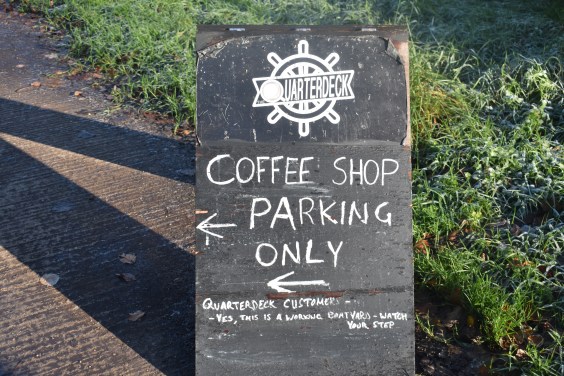 QUARTERDECK
COFFEE SHOP
← PARKING
ONLY
←
QUARTERDECK CUSTOMERS -
- YES, THIS IS A WORKING BOATYARD - WATCH
YOUR STEP